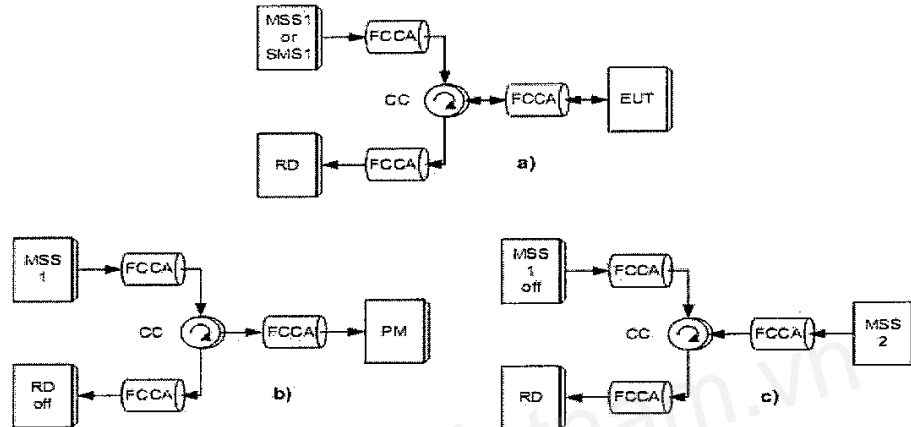 MSS1
or
SMS1
FCCA
CC
FCCA
EUT
RD
FCCA
a)
MSS
1
FCCA
CC
FCCA
PM
RD
off
FCCA
b)
MSS
1
off
FCCA
CC
FCCA
MSS
2
RD
FCCA
c)